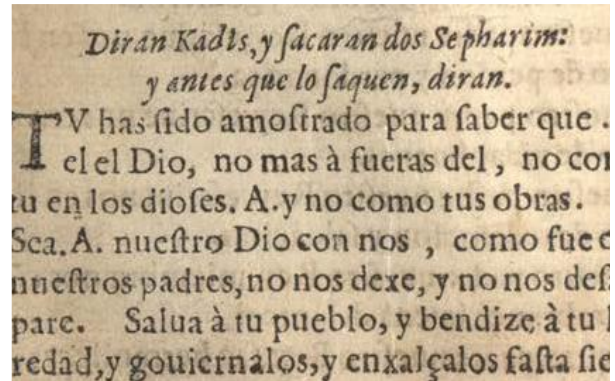 Diran Kadis, y ſacaran dos Sepharim:
y antes que lo ſaquen, diran.
TV has ſido amoſtrado para ſaber que .
el el Dio, no mas à fueras del , no
tu en los dioſes. A.y no como tus obras.
Sea. A. nueſtro Dio con nos , como fue
nueſtros padres, no nos dexe, y no nos
pare. Salua à tu pueblo, y bendize à tu
redad, y gouiernalos, y enxalçalos faſta